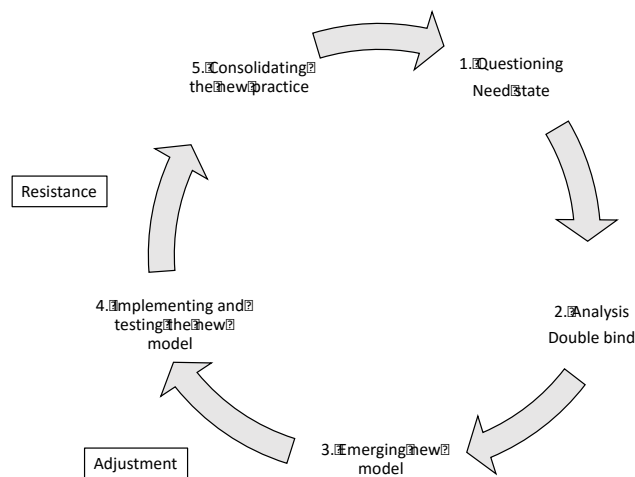 1. Questioning
Need state
2. Analysis
Double bind
3. Emerging new
model
4. Implementing and
testing the new
model
5. Consolidating
the new practice
Resistance
Adjustment